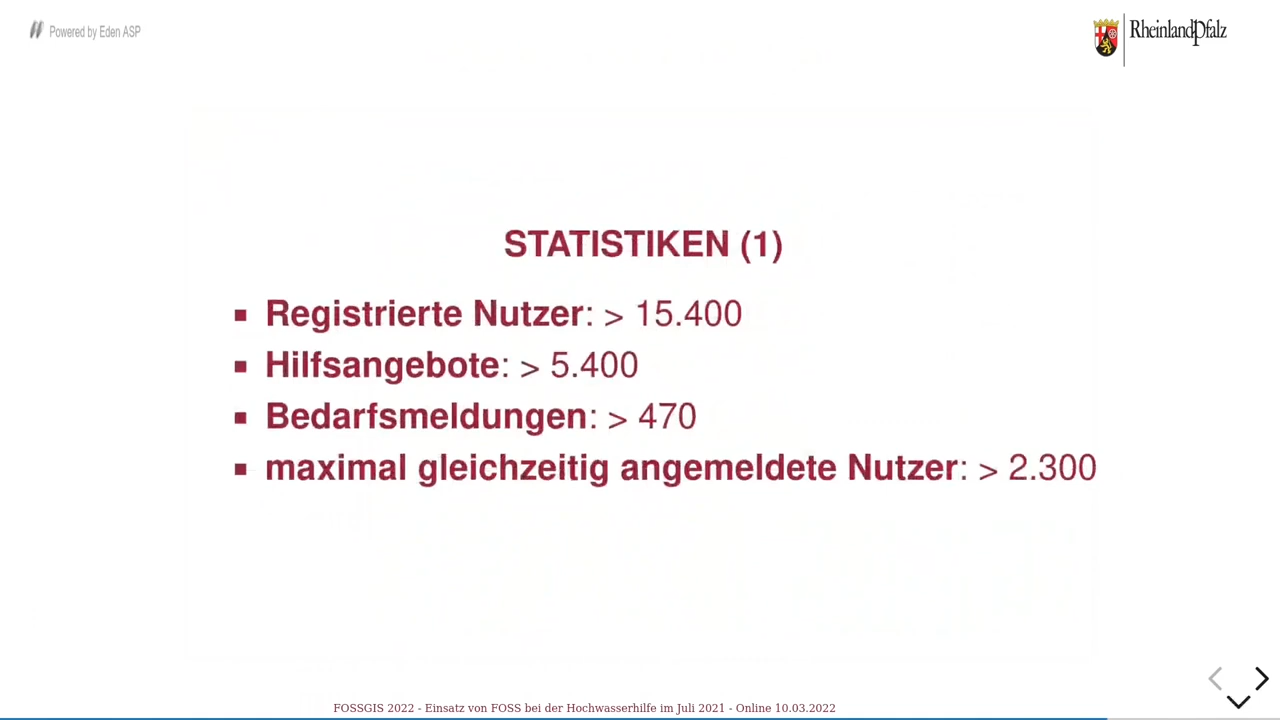 Powered by Eden ASP
RheinlandPfalz
STATISTIKEN (1)
Registrierte Nutzer: > 15.400
Hilfsangebote: > 5.400
Bedarfsmeldungen: > 470
maximal gleichzeitig angemeldete Nutzer: > 2.300
FOSSGIS 2022 - Einsatz von FOSS bei der Hochwasserhilfe im Juli 2021 - Online 10.03.2022